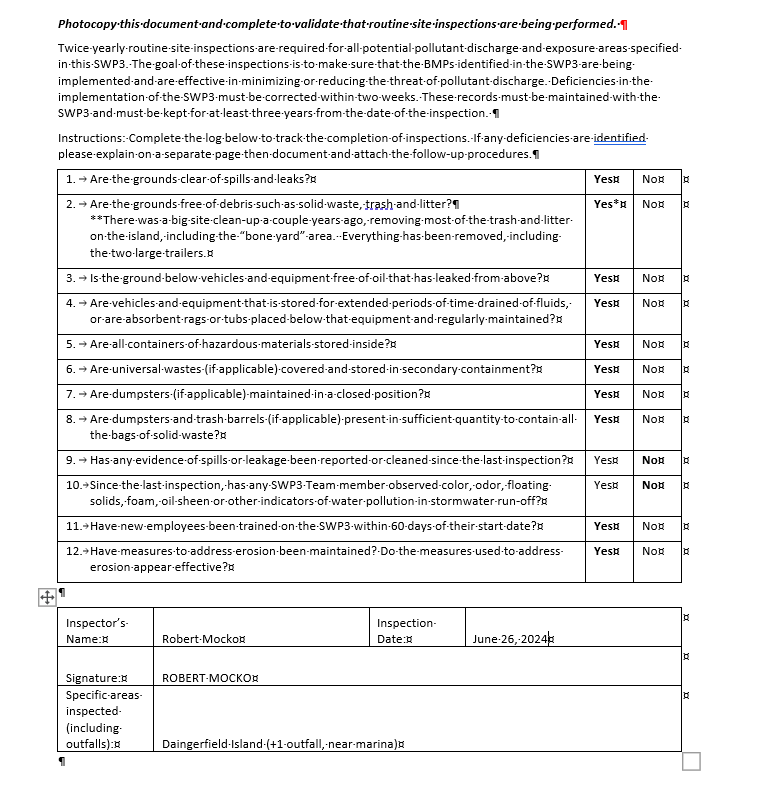 Photocopy this document and complete to validate that routine site inspections are being performed. ¶
Twice yearly routine site inspections are required for all potential pollutant discharge and exposure areas specified
in this SWP3. The goal of these inspections is to make sure that the BMPs identified in the SWP3 are being
implemented and are effective in minimizing or reducing the threat of pollutant discharge. Deficiencies in the
implementation of the SWP3 must be corrected within two weeks. These records must be maintained with the
SWP3 and must be kept for at least three years from the date of the inspection. ¶
Instructions: Complete the log below to track the completion of inspections. If any deficiencies are identified
please explain on a separate page then document and attach the follow-up procedures.¶
1. → Are the grounds clear of spills and leaks?¤ Yes¤ No¤ ¤
2. → Are the grounds free of debris such as solid waste, trash and litter?¶ Yes*¤ No¤ ¤
**There was a big site clean-up a couple years ago, removing most of the trash and litter
on the island, including the “bone yard” area. Everything has been removed, including
the two large trailers.¤
3. → Is the ground below vehicles and equipment free of oil that has leaked from above?¤ Yes¤ No¤ ¤
4. → Are vehicles and equipment that is stored for extended periods of time drained of fluids, Yes¤ No¤ ¤
or are absorbent rags or tubs placed below that equipment and regularly maintained?¤
5. → Are all containers of hazardous materials stored inside?¤ Yes¤ No¤ ¤
6. → Are universal wastes (if applicable) covered and stored in secondary containment?¤ Yes¤ No¤ ¤
7. → Are dumpsters (if applicable) maintained in a closed position?¤ Yes¤ No¤ ¤
8. → Are dumpsters and trash barrels (if applicable) present in sufficient quantity to contain all Yes¤ No¤ ¤
the bags of solid waste?¤
9. → Has any evidence of spills or leakage been reported or cleaned since the last inspection?¤ Yes¤ No¤ ¤
10.→Since the last inspection, has any SWP3 Team member observed color, odor, floating Yes¤ No¤ ¤
solids, foam, oil sheen or other indicators of water pollution in stormwater run-off?¤
11.→Have new employees been trained on the SWP3 within 60 days of their start date?¤ Yes¤ No¤ ¤
12.→Have measures to address erosion been maintained? Do the measures used to address Yes¤ No¤ ¤
erosion appear effective?¤
¶
Inspector’s Inspection ¤
Name:¤ Robert Mocko¤ Date:¤ June 26, 2024¤
¤
Signature:¤ ROBERT MOCKO¤
Specific areas ¤
inspected
(including
outfalls):¤ Daingerfield Island (+1 outfall, near marina)¤
¶